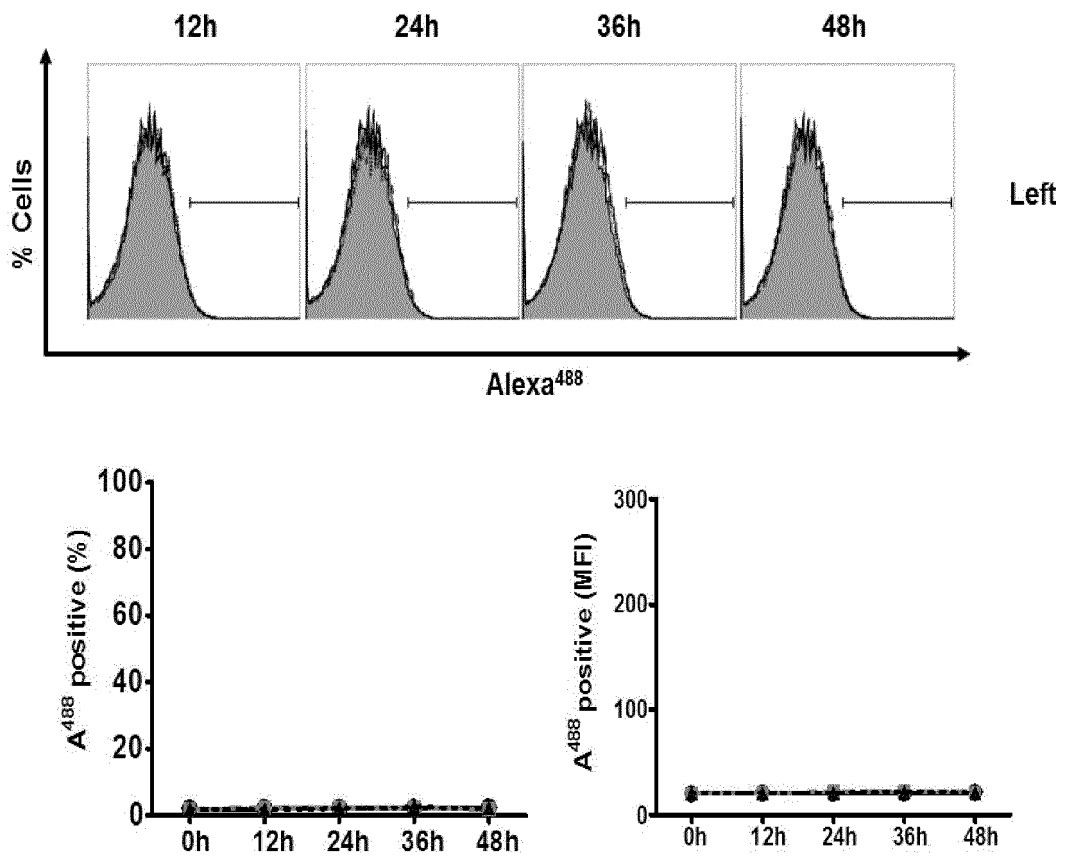 12h 24h 36h 48h
% Cells
Left
Alexa488
A488 positive (%)
100
80
60
40
20
0
0h 12h 24h 36h 48h
A488 positive (MFI)
300
200
100
0
0h 12h 24h 36h 48h